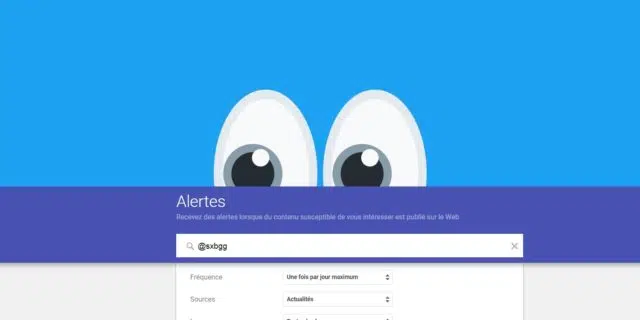 Alertes
Recevez des alertes lorsque du contenu susceptible de vous intéresser est publié sur le Web
@sxbgg
Fréquence Une fois par jour maximum
Sources Actualités